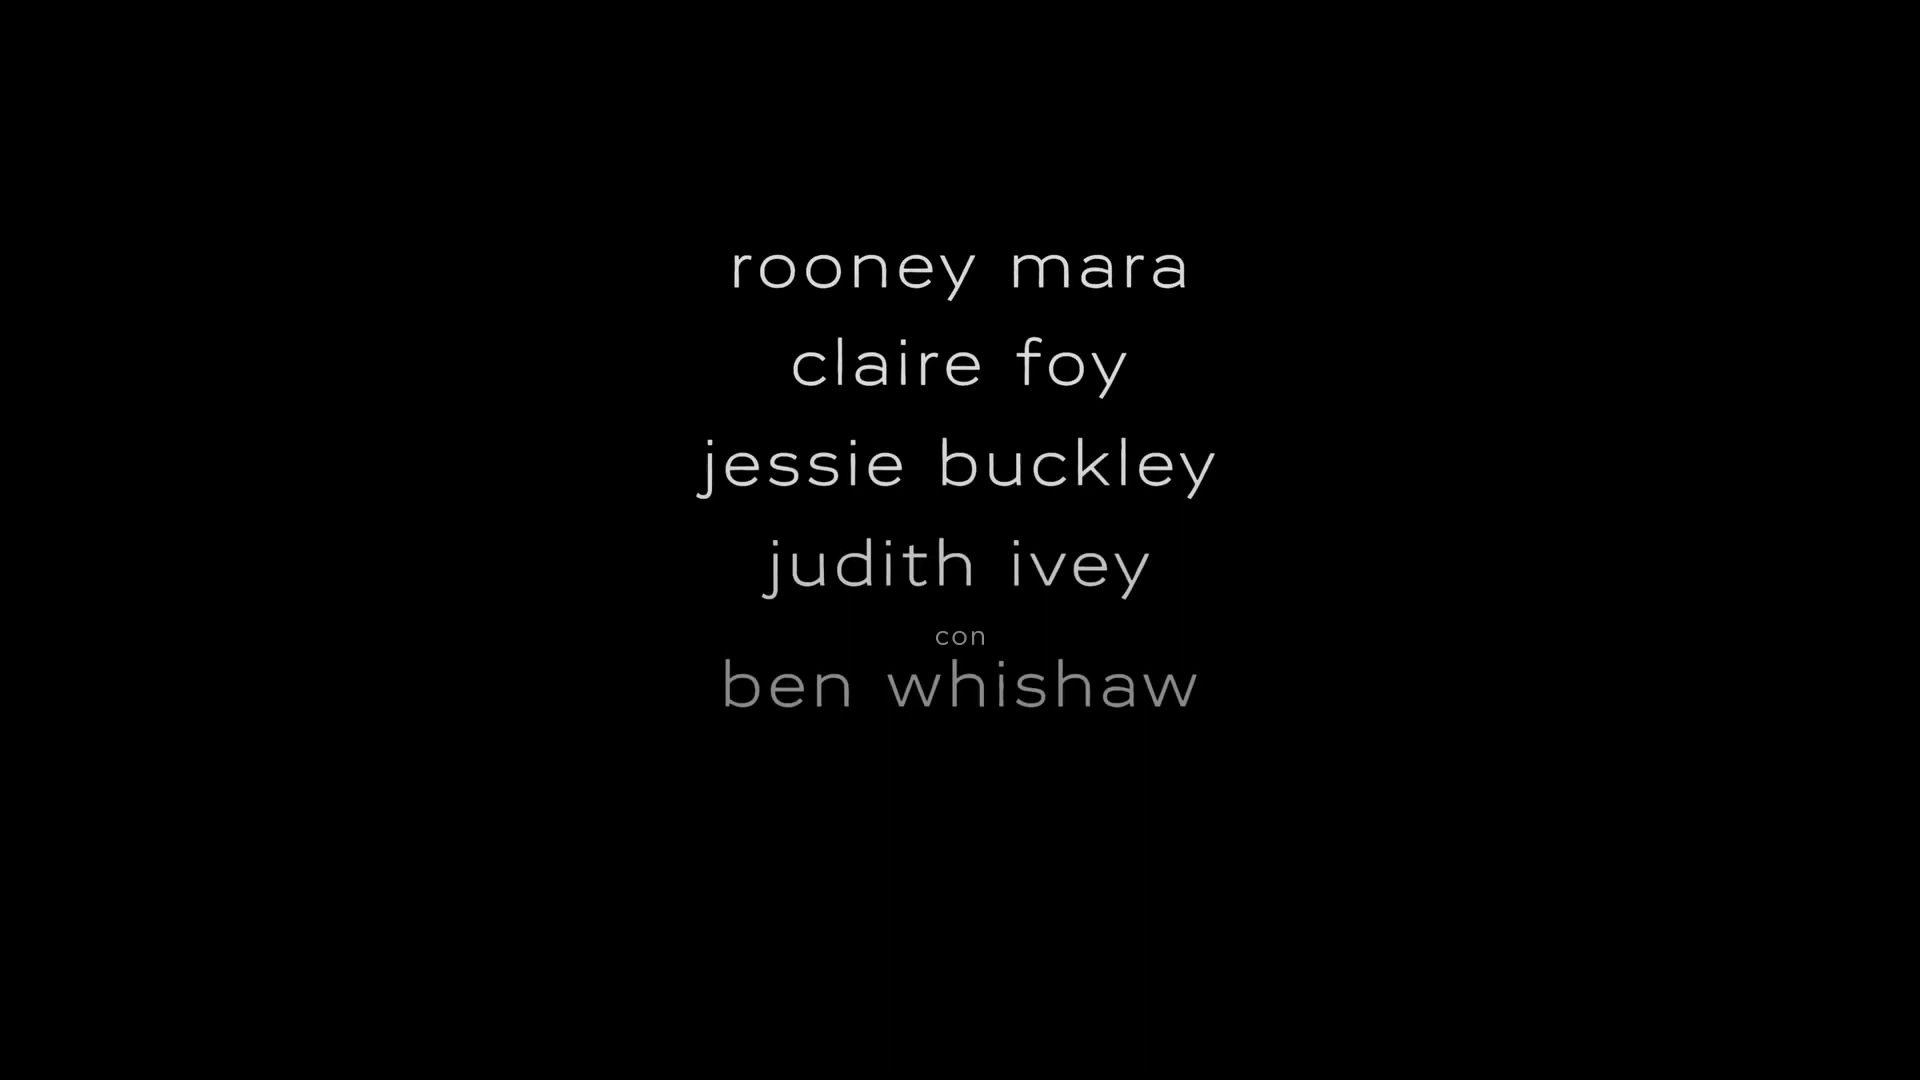 rooney mara
claire foy
jessie buckley
judith ivey
con
ben whishaw